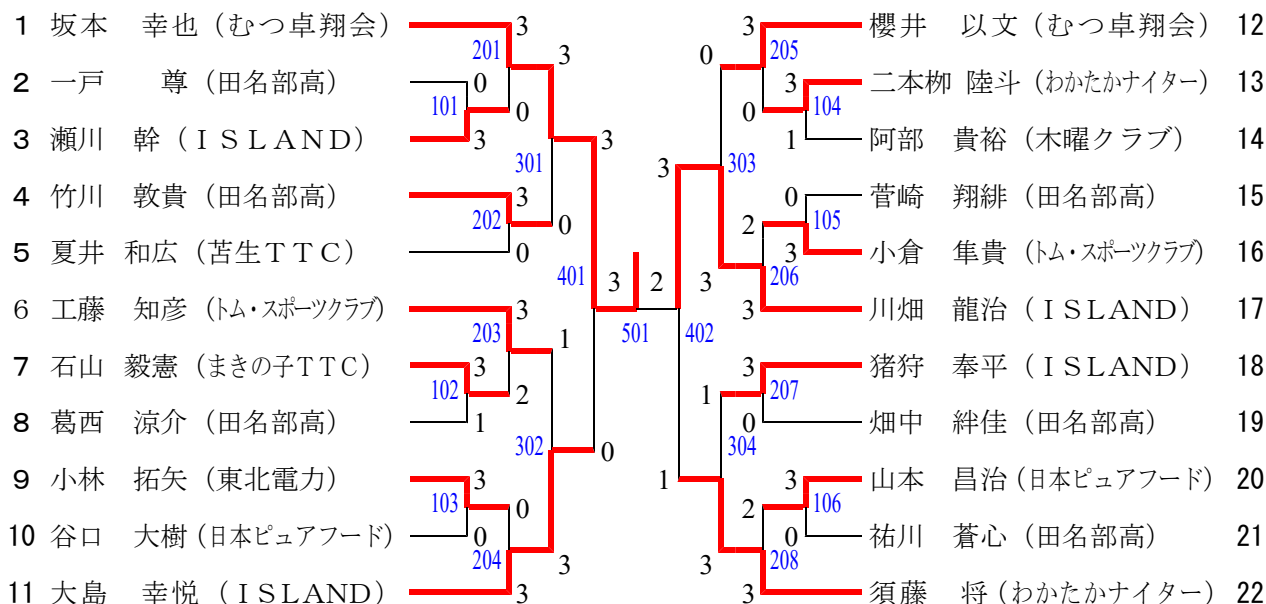 1 坂本 幸也 (むつ卓翔会) 3 3 櫻井 以文 (むつ卓翔会) 12
201 3 0 205
2 一戸 尊 (田名部高) 0 3 二本栁 陸斗 (わかたかナイター) 13
101 0 0 104
3 瀬川 幹 (ISLAND) 3 3 1 阿部 貴裕 (木曜クラブ) 14
301 3 303
4 竹川 敦貴 (田名部高) 3 0 菅崎 翔緋 (田名部高) 15
202 0 2 105
5 夏井 和広 (苫生TTC) 0 3 小倉 隼貴 (トム・スポーツクラブ) 16
401 3 2 3 206
6 工藤 知彦 (トム・スポーツクラブ) 3 3 川畑 龍治 (ISLAND) 17
203 1 501 402
7 石山 毅憲 (まきの子TTC) 3 3 猪狩 奉平 (ISLAND) 18
102 2 1 207
8 葛西 涼介 (田名部高) 1 0 畑中 絆佳 (田名部高) 19
302 0 304
9 小林 拓矢 (東北電力) 3 1 3 山本 昌治 (日本ピュアフード) 20
103 0 2 106
10 谷口 大樹 (日本ピュアフード) 0 0 祐川 蒼心 (田名部高) 21
204 3 3 208
11 大島 幸悦 (ISLAND) 3 3 須藤 将 (わかたかナイター) 22